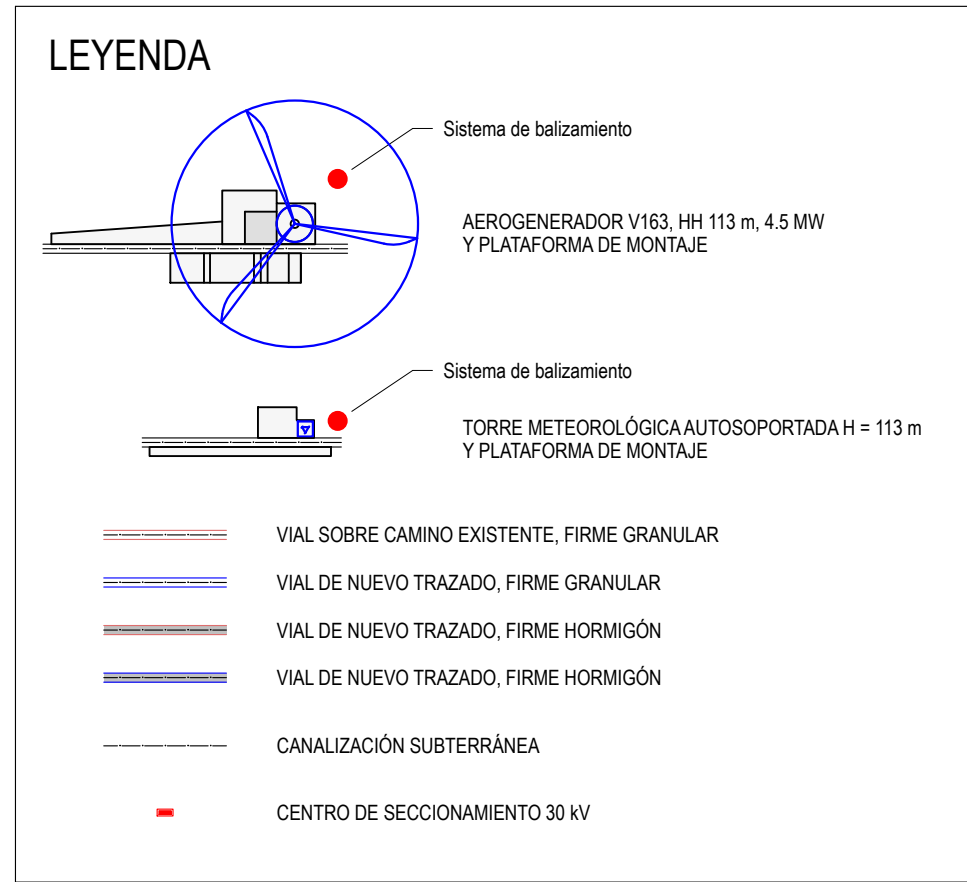 LEYENDA
Sistema de balizamiento
AEROGENERADOR V163, HH 113 m, 4.5 MW
Y PLATAFORMA DE MONTAJE
Sistema de balizamiento
TORRE METEOROLÓGICA AUTOSOPORTADA H = 113 m
Y PLATAFORMA DE MONTAJE
VIAL SOBRE CAMINO EXISTENTE, FIRME GRANULAR
VIAL DE NUEVO TRAZADO, FIRME GRANULAR
VIAL DE NUEVO TRAZADO, FIRME HORMIGÓN
VIAL DE NUEVO TRAZADO, FIRME HORMIGÓN
CANALIZACIÓN SUBTERRÁNEA
CENTRO DE SECCIONAMIENTO 30 kV